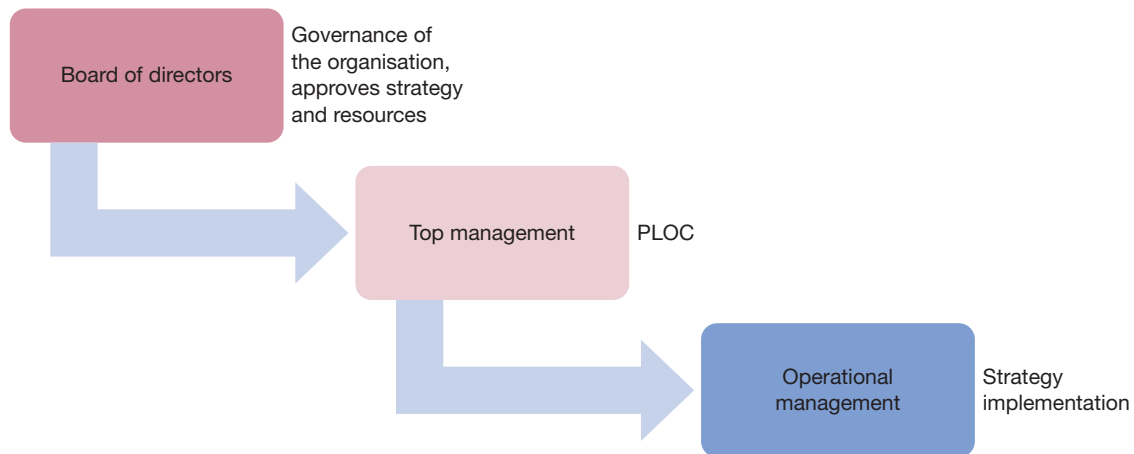 Board of directors
Governance of
the organisation,
approves strategy
and resources
Top management
PLOC
Operational
management
Strategy
implementation